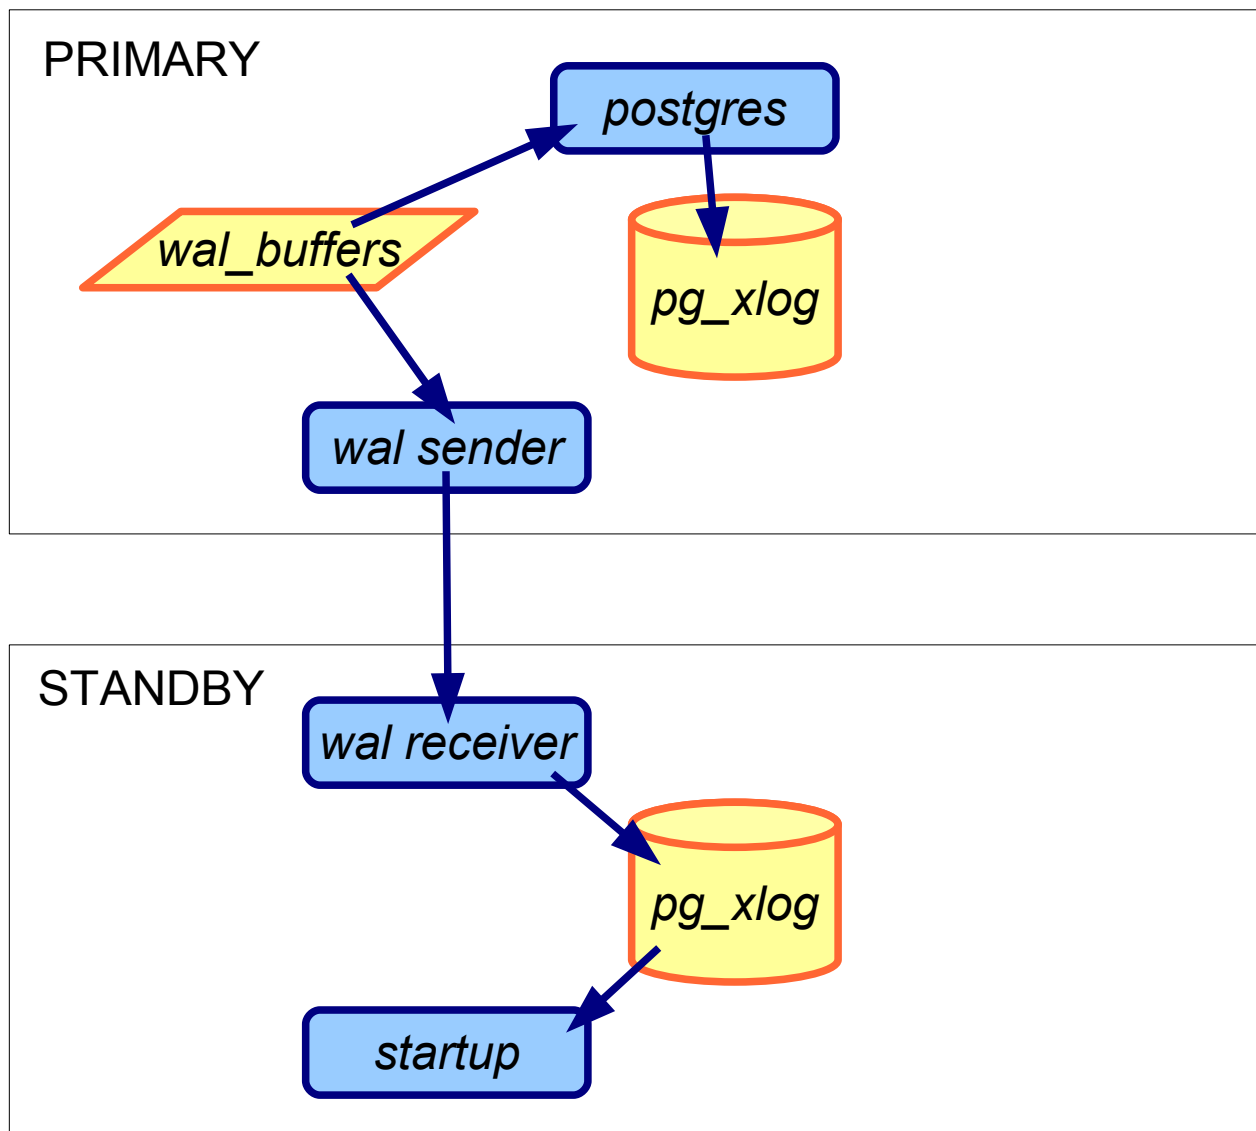 PRIMARY
postgres
wal_buffers
pg_xlog
wal sender
STANDBY
wal receiver
pg_xlog
startup